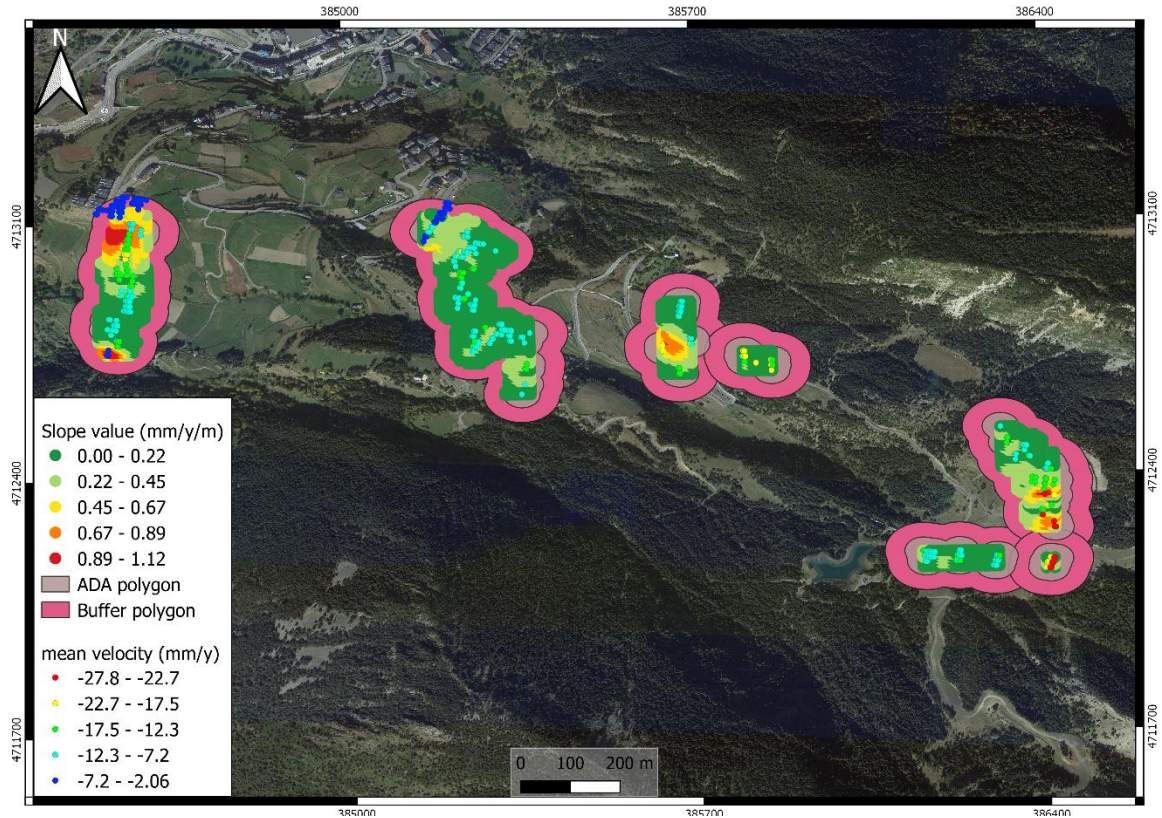 385000 385700 386400
N
4713100 4713100
4712400 4712400
4711700 4711700
Slope value (mm/y/m)
0.00 - 0.22
0.22 - 0.45
0.45 - 0.67
0.67 - 0.89
0.89 - 1.12
ADA polygon
Buffer polygon
mean velocity (mm/y)
-27.8 - -22.7
-22.7 - -17.5
-17.5 - -12.3
-12.3 - -7.2
-7.2 - -2.06
0 100 200 m
385000 385700 386400